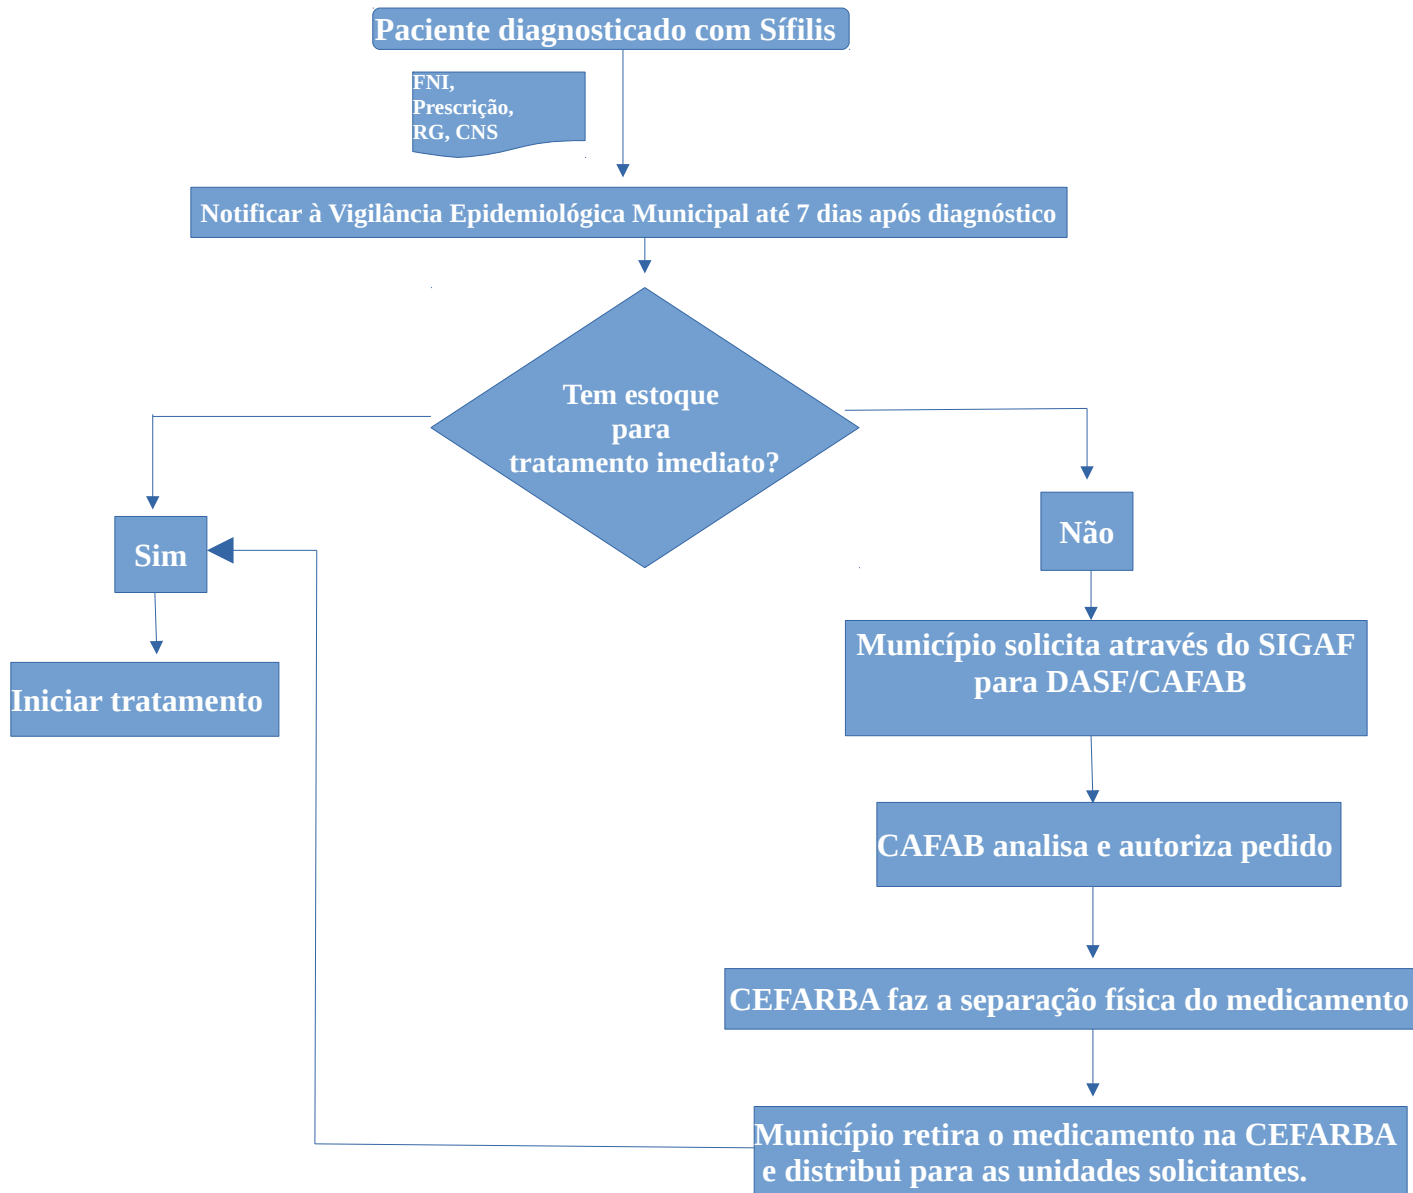 Paciente diagnosticado com Sífilis
FNI,
Prescrição,
RG, CNS
Notificar à Vigilância Epidemiológica Municipal até 7 dias após diagnóstico
Tem estoque
para
tratamento imediato?
Sim
Não
Iniciar tratamento
Município solicita através do SIGAF
para DASF/CAFAB
CAFAB analisa e autoriza pedido
CEFARBA faz a separação física do medicamento
Município retira o medicamento na CEFARBA
e distribui para as unidades solicitantes.